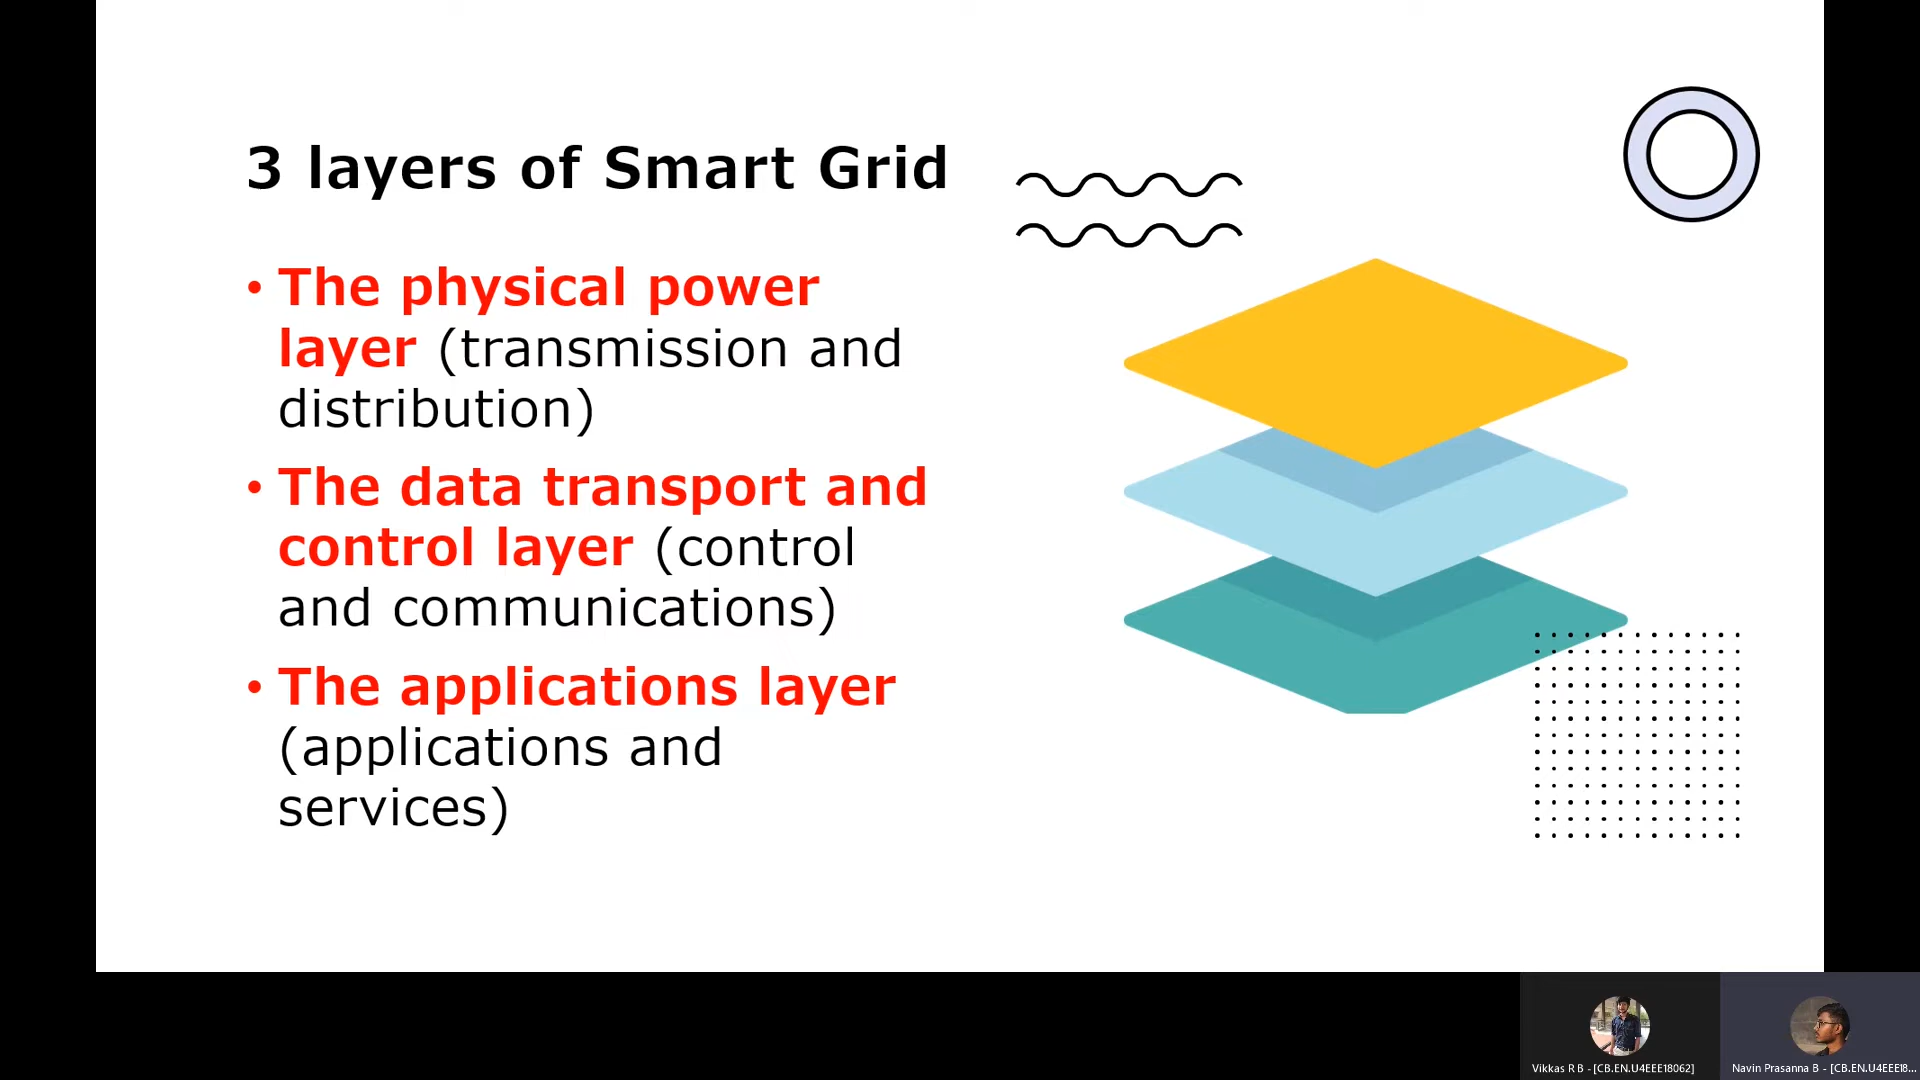 3 layers of Smart Grid
• The physical power
layer (transmission and
distribution)
• The data transport and
control layer (control
and communications)
• The applications layer
(applications and
services)
Vikkas R B - [CB.EN.U4EEE18062]
Navin Prasanna B - [CB.EN.U4EEE18...